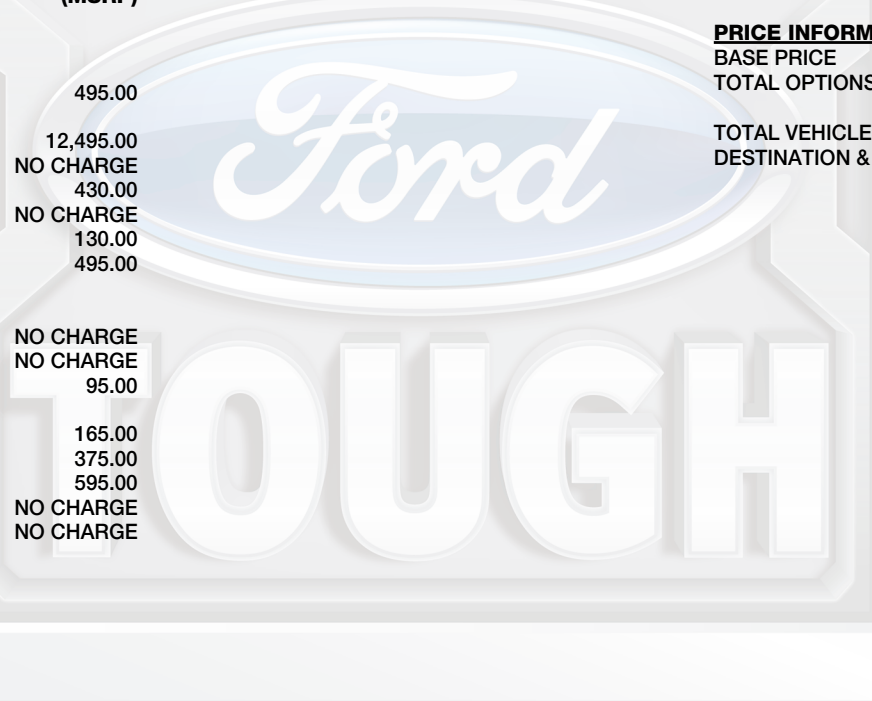 (MSRP)
495.00
12,495.00
NO CHARGE
430.00
NO CHARGE
130.00
495.00
NO CHARGE
NO CHARGE
95.00
165.00
375.00
595.00
NO CHARGE
NO CHARGE
PRICE INFORM
BASE PRICE
TOTAL OPTIONS
TOTAL VEHICLE
DESTINATION &
Ford
TOUGH